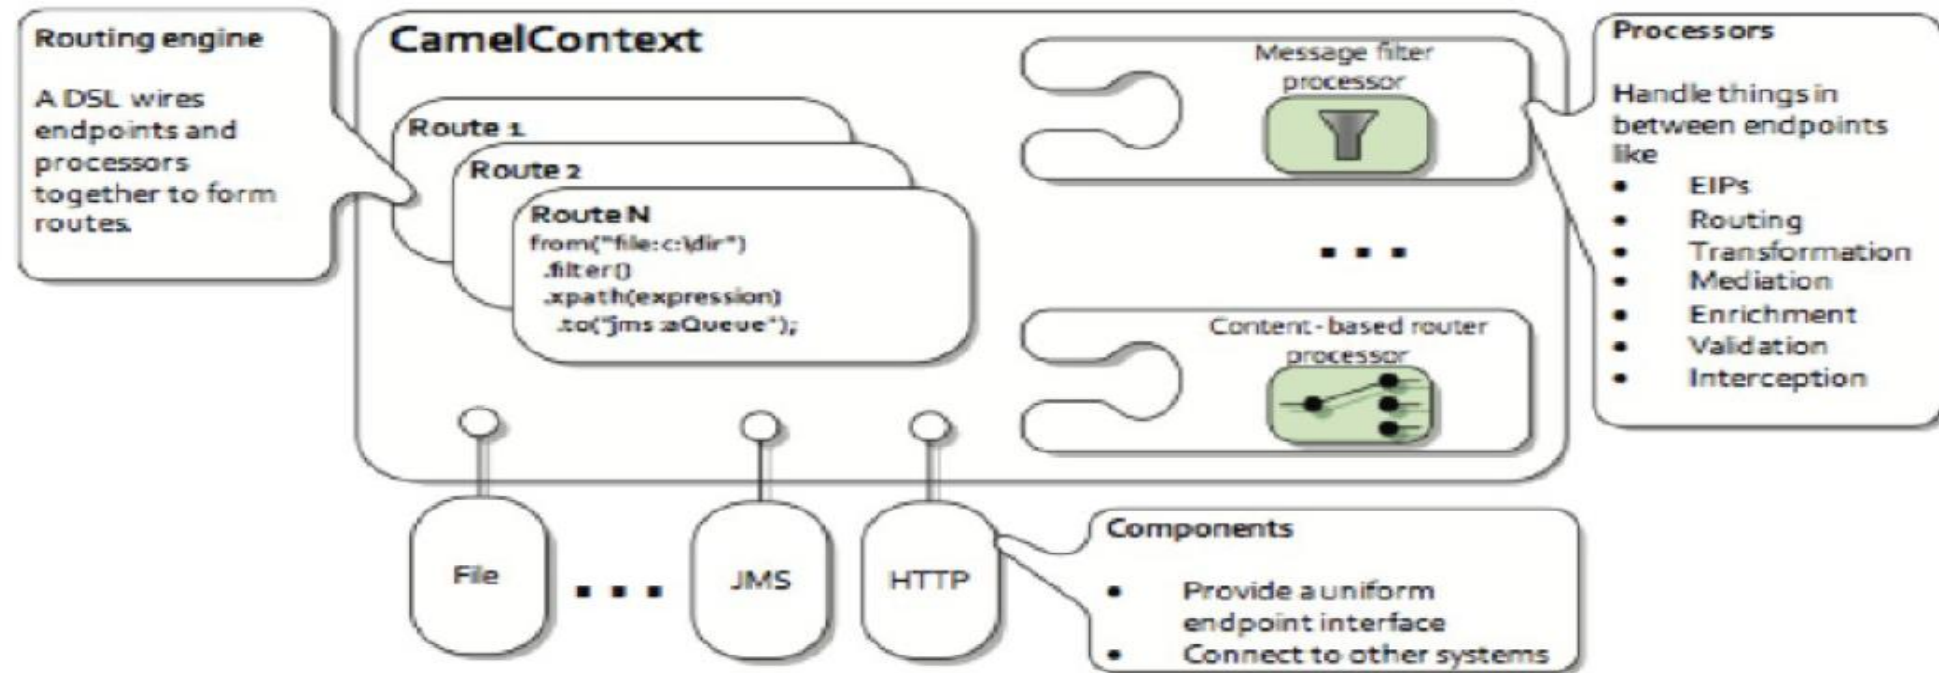 Routing engine
A DSL wires
endpoints and
processors
together to form
routes.
CamelContext
Route 1
Route 2
Route N
from("file:c:\dir")
.filter()
.xpath(expression)
.to("jms:aQueue");
Message filter
processor
Content-based router
processor
Processors
Handle things in
between endpoints
like
• EIPs
• Routing
• Transformation
• Mediation
• Enrichment
• Validation
• Interception
File
JMS
HTTP
Components
• Provide a uniform
endpoint interface
• Connect to other systems